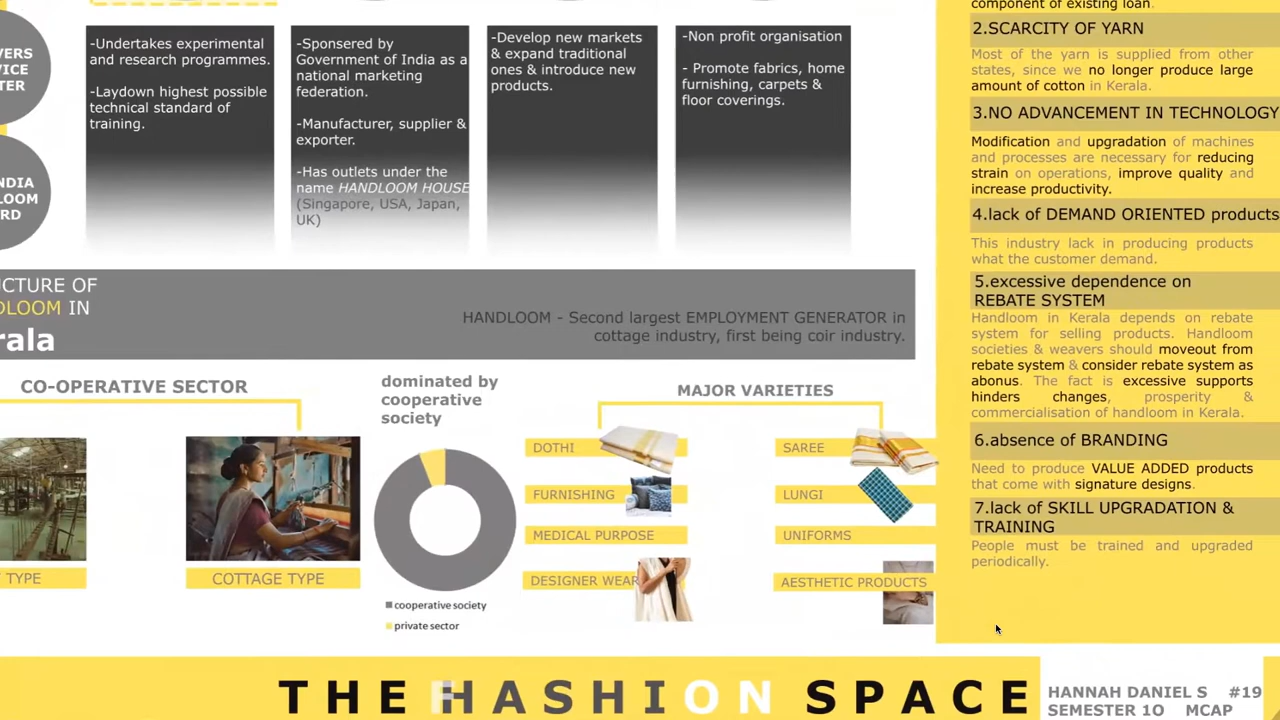 component of existing loan.
2.SCARCITY OF YARN
Most of the yarn is supplied from other
states, since we no longer produce large
amount of cotton in Kerala.
3.NO ADVANCEMENT IN TECHNOLOGY
Modification and upgradation of machines
and processes are necessary for reducing
strain on operations, improve quality and
increase productivity.
4.lack of DEMAND ORIENTED products
This industry lack in producing products
what the customer demand.
5.excessive dependence on
REBATE SYSTEM
Handloom in Kerala depends on rebate
system for selling products. Handloom
societies & weavers should moveout from
rebate system & consider rebate system as
abonus. The fact is excessive supports
hinders changes, prosperity &
commercialisation of handloom in Kerala.
6.absence of BRANDING
Need to produce VALUE ADDED products
that come with signature designs.
7.lack of SKILL UPGRADATION &
TRAINING
People must be trained and upgraded
periodically.
VERS
VICE
TER
NDIA
LOOM
RD
-Undertakes experimental
and research programmes.
-Laydown highest possible
technical standard of
training.
-Sponsered by
Government of India as a
national marketing
federation.
-Manufacturer, supplier &
exporter.
-Has outlets under the
name HANDLOOM HOUSE
(Singapore, USA, Japan,
UK)
-Develop new markets
& expand traditional
ones & introduce new
products.
-Non profit organisation
- Promote fabrics, home
furnishing, carpets &
floor coverings.
UCTURE OF
DLOOM IN
rala
HANDLOOM - Second largest EMPLOYMENT GENERATOR in
cottage industry, first being coir industry.
CO-OPERATIVE SECTOR
TYPE
COTTAGE TYPE
dominated by
cooperative
society
cooperative society
private sector
MAJOR VARIETIES
DOTHI
SAREE
FURNISHING
LUNGI
MEDICAL PURPOSE
UNIFORMS
DESIGNER WEAR
AESTHETIC PRODUCTS
THE HASHION SPACE
HANNAH DANIEL S #19
SEMESTER 10 MCAP